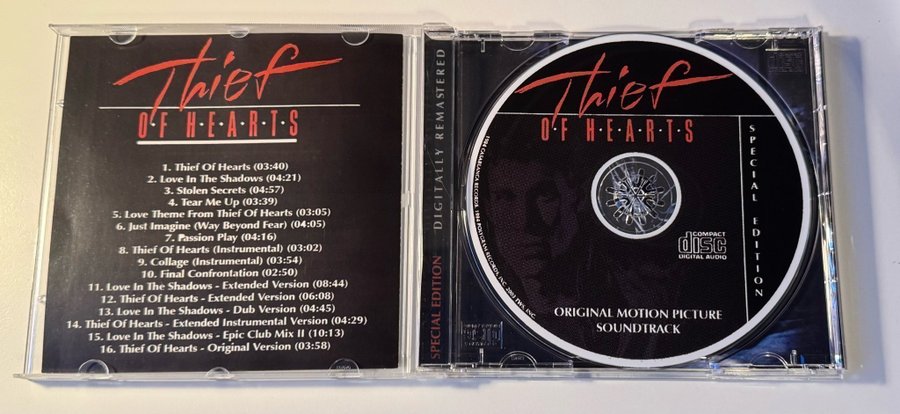 Thief
OF H·E·A·R·T·S
1. Thief Of Hearts (03:40)
2. Love In The Shadows (04:21)
3. Stolen Secrets (04:57)
4. Tear Me Up (03:39)
5. Love Theme From Thief Of Hearts (03:05)
6. Just Imagine (Way Beyond Fear) (04:05)
7. Passion Play (04:16)
8. Thief Of Hearts (Instrumental) (03:02)
9. Collage (Instrumental) (03:54)
10. Final Confrontation (02:50)
11. Love In The Shadows - Extended Version (08:44)
12. Thief Of Hearts - Extended Version (06:08)
13. Love In The Shadows - Dub Version (04:45)
14. Thief Of Hearts - Extended Instrumental Version (04:29)
15. Love In The Shadows - Epic Club Mix II (10:13)
16. Thief Of Hearts - Original Version (03:58)
SPECIAL EDITION DIGITALLY REMASTERED
Thief
OF H·E·A·R·T·S
SPECIAL EDITION
COMPACT
disc
DIGITAL AUDIO
ORIGINAL MOTION PICTURE
SOUNDTRACK